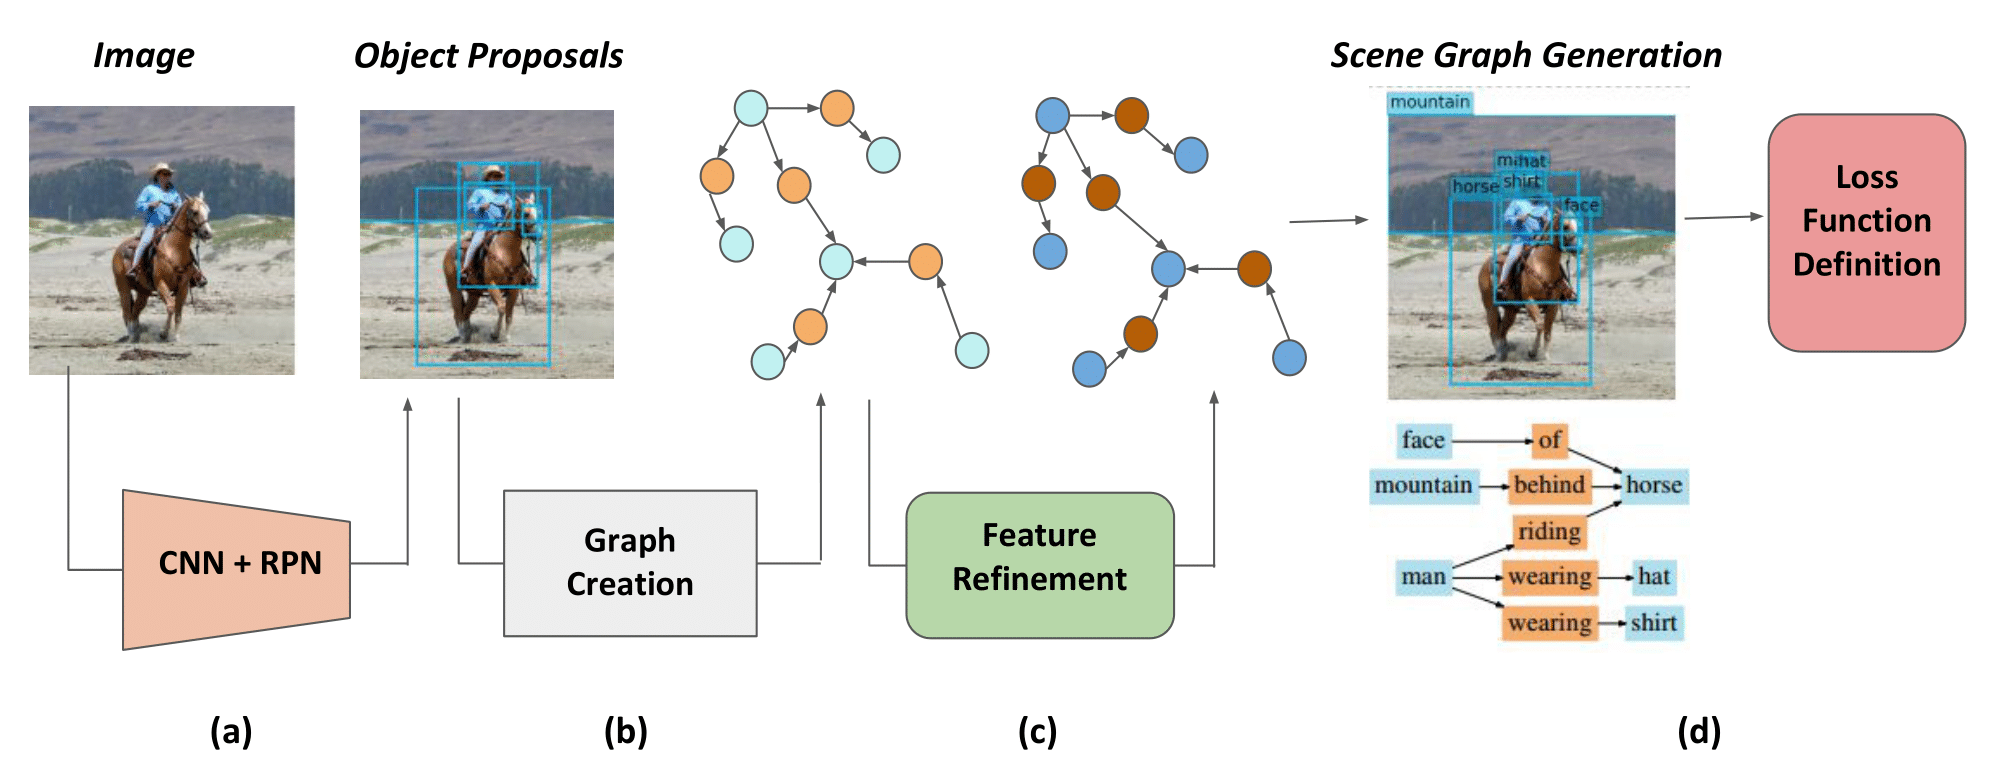 Image
Object Proposals
Scene Graph Generation
mountain
hat
horse
shirt
face
Loss
Function
Definition
face of
mountain behind horse
riding
man wearing hat
wearing shirt
CNN + RPN
Graph
Creation
Feature
Refinement
(a) (b) (c) (d)